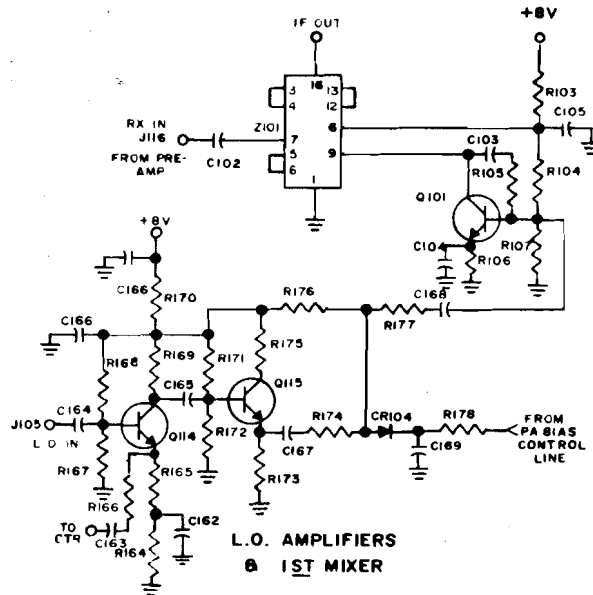 IF OUT
+8V
R103
C105
16
3
13
4
12
RX IN
J116
Z101
7
6
C103
FROM PRE-
AMP
C102
5
9
R105
R104
6
1
Q101
R107
+8V
C104
R106
C166
R170
R176
C168
C166
R177
R168
R169
R171
R175
C165
Q115
J105
C164
L.O IN
Q114
R172
R174
CR104
R178
FROM
PA BIAS
CONTROL
LINE
R167
R165
C167
C169
R166
R173
TO
CTR
C163
R164
C162
L.O. AMPLIFIERS
& 1ST MIXER